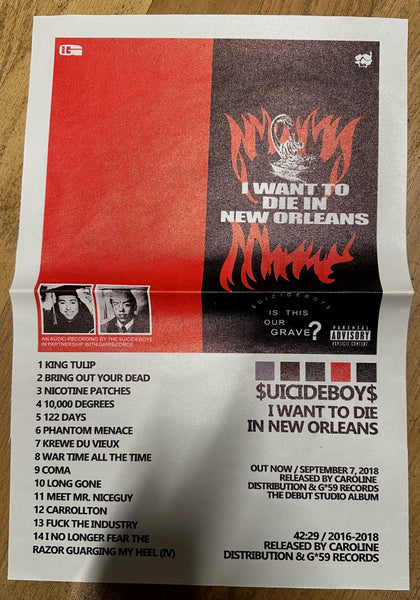 I WANT TO
DIE IN
NEW ORLEANS
SUICIDEBOYS
IS THIS
OUR
GRAVE?
PARENTAL
ADVISORY
EXPLICIT CONTENT
AN AUDIO RECORDING BY THE SUICIEIBOYS
IN PARTNERSHIP WITH G59RECORDS
1 KING TULIP
2 BRING OUT YOUR DEAD
3 NICOTINE PATCHES
4 10,000 DEGREES
5 122 DAYS
6 PHANTOM MENACE
7 KREWE DU VIEUX
8 WAR TIME ALL THE TIME
9 COMA
10 LONG GONE
11 MEET MR. NICEGUY
12 CARROLLTON
13 FUCK THE INDUSTRY
14 I NO LONGER FEAR THE
RAZOR GUARGING MY HEEL (IV)
$UICIDEBOY$
I WANT TO DIE
IN NEW ORLEANS
OUT NOW / SEPTEMBER 7, 2018
RELEASED BY CAROLINE
DISTRIBUTION & G*59 RECORDS
THE DEBUT STUDIO ALBUM
42:29 / 2016-2018
RELEASED BY CAROLINE
DISTRIBUTION & G*59 RECORDS